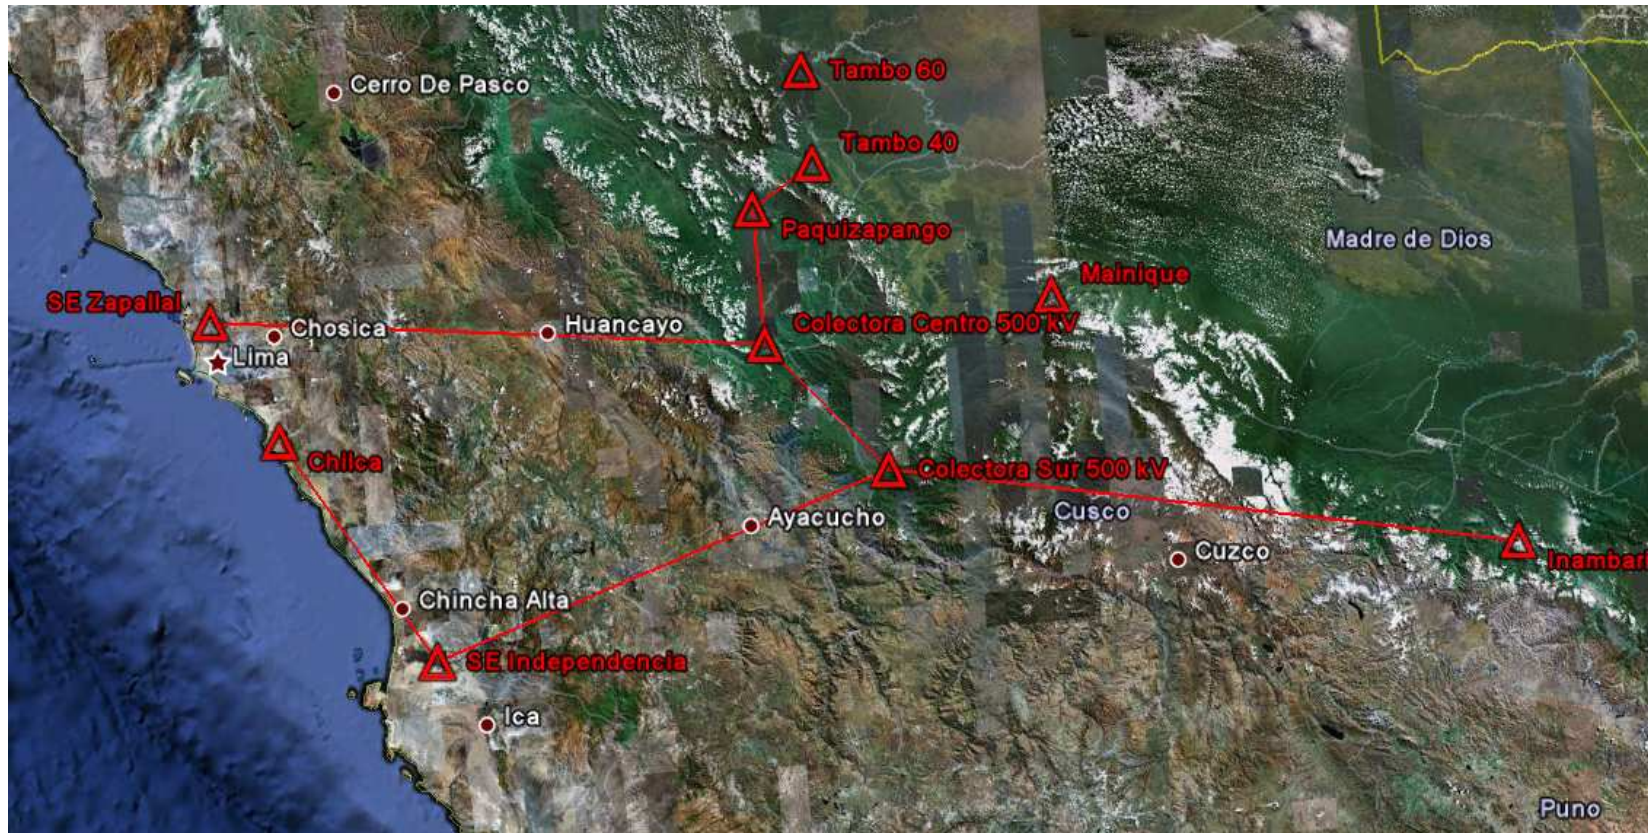 Tambo 60
Cerro De Pasco
Tambo 40
Paquizapango
Madre de Dios
Mainique
SE Zapallal
Chosica
Huancayo
Colectora Centro 500 kV
Lima
Chilca
Colectora Sur 500 kV
Cusco
Ayacucho
Cuzco
Inambari
Chincha Alta
SE Independencia
Ica
Puno